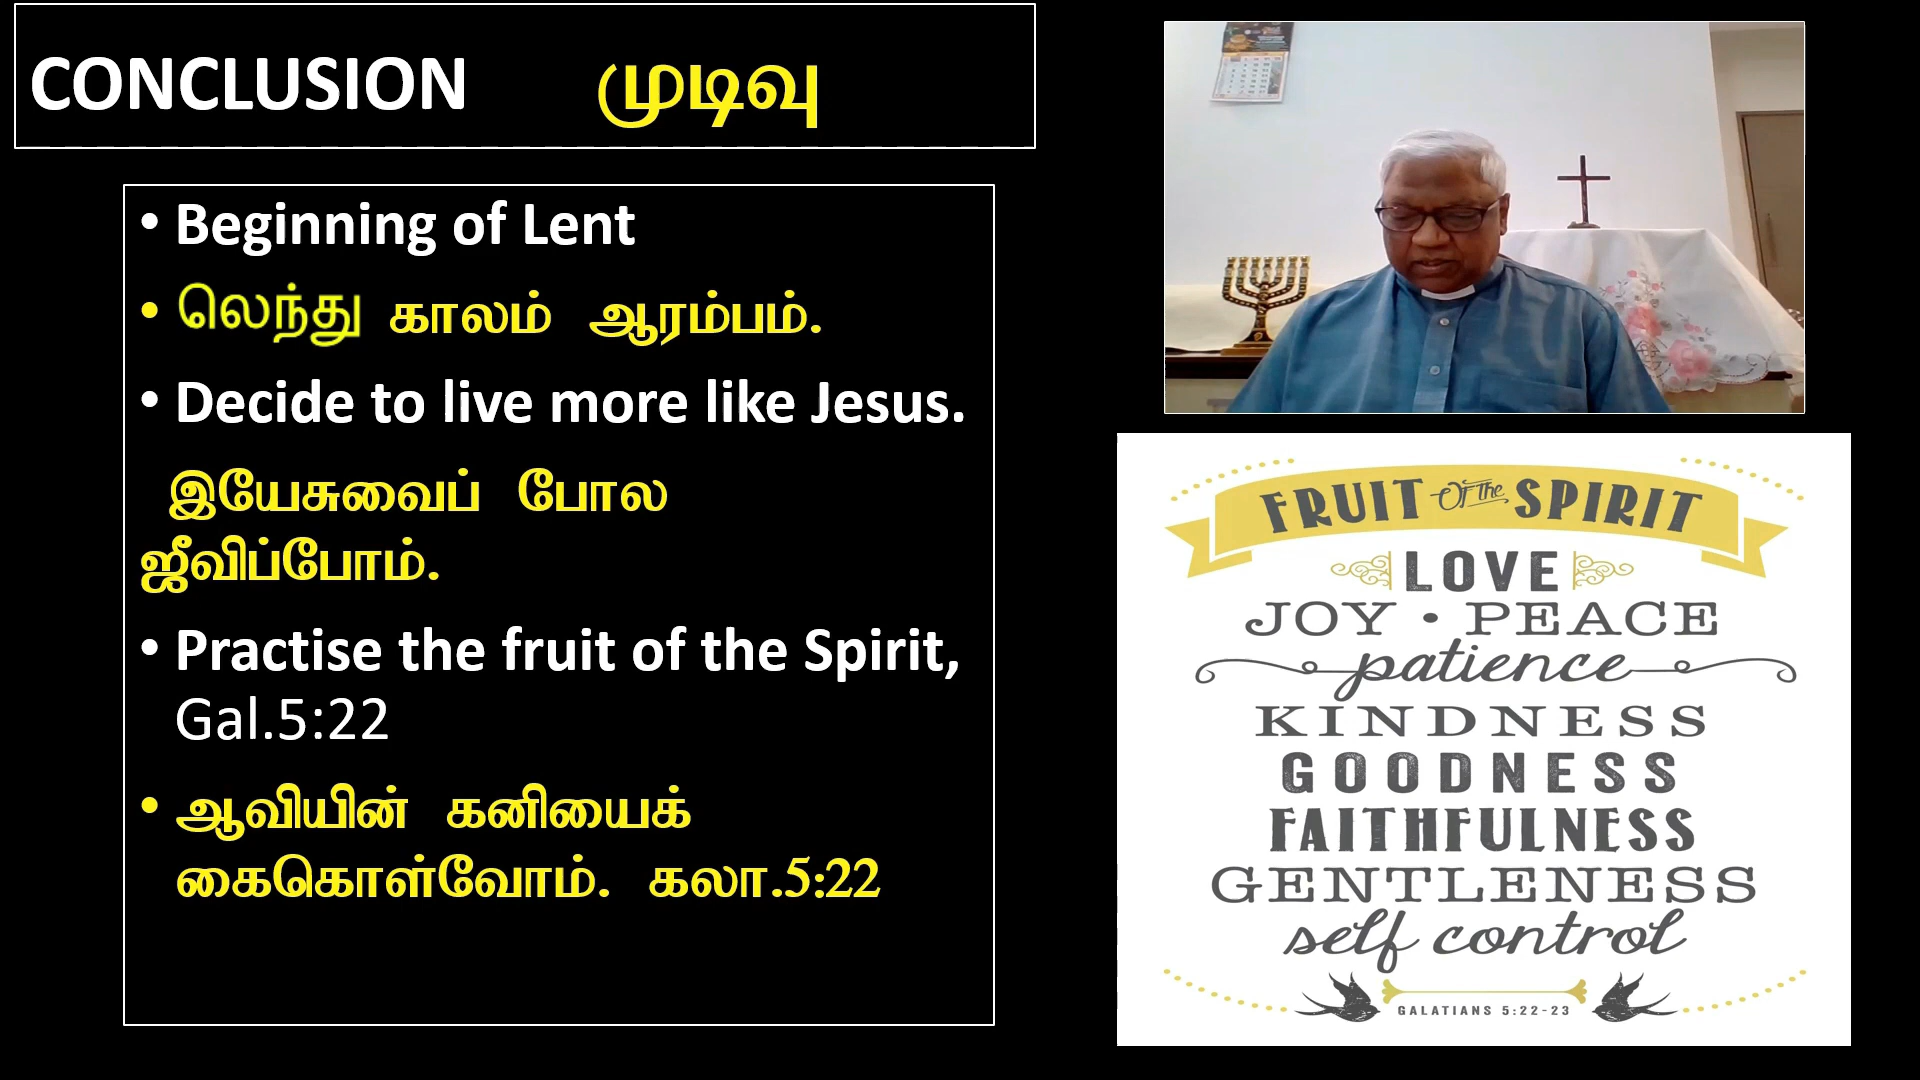 CONCLUSION முடிவு
• Beginning of Lent
• லெந்து காலம் ஆரம்பம்.
• Decide to live more like Jesus.
இயேசுவைப் போல
ஜீவிப்போம்.
• Practise the fruit of the Spirit,
Gal.5:22
• ஆவியின் கனியைக்
கைகொள்வோம். கலா.5:22
FRUIT Of the SPIRIT
LOVE
JOY • PEACE
patience
KINDNESS
GOODNESS
FAITHFULNESS
GENTLENESS
self control
GALATIANS 5:22-23